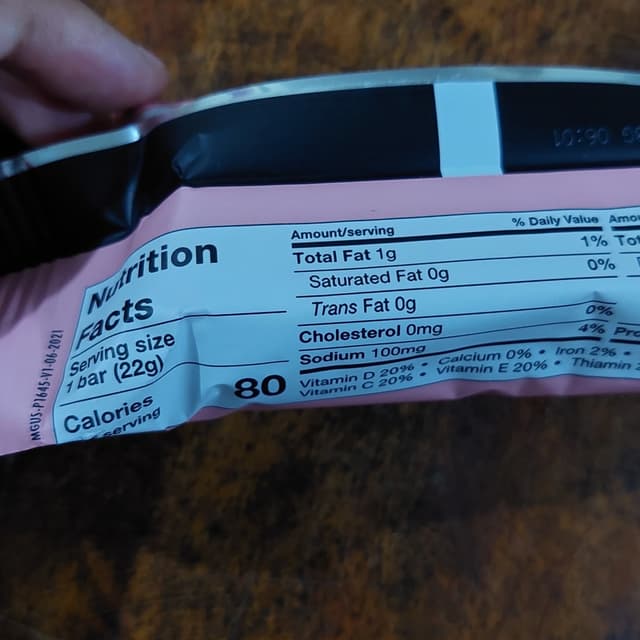 Nutrition
Facts
Serving size
1 bar (22g)
Calories
serving
80
Amount/serving % Daily Value
Total Fat 1g 1%
Saturated Fat 0g 0%
Trans Fat 0g
Cholesterol 0mg 0%
Sodium 100mg 4%
Vitamin D 20% • Calcium 0% • Iron 2% •
Vitamin C 20% • Vitamin E 20% • Thiamin
MG1US-P1645-V1-06-2021